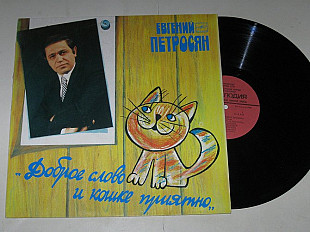 ЕВГЕНИЙ
ПЕТРОСЯН
„Доброе слово
и кошке приятно„